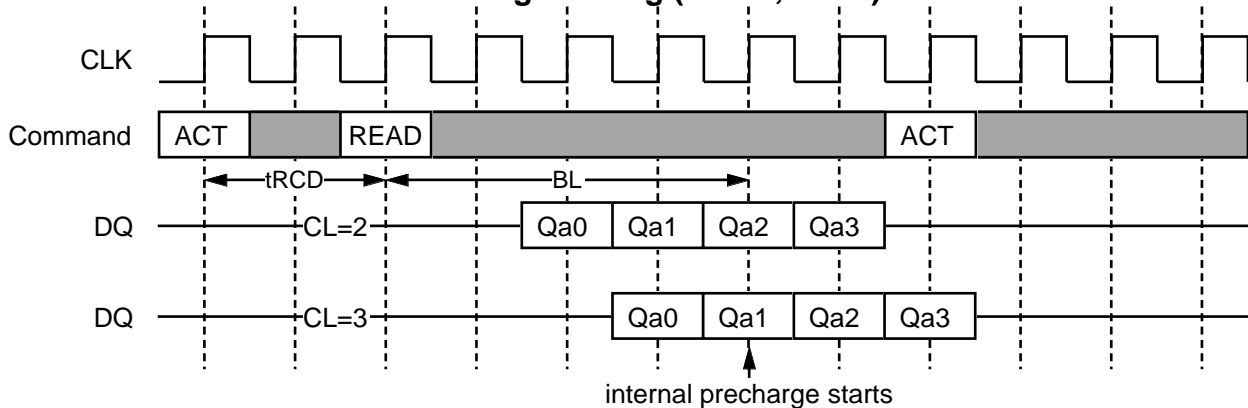 CLK
Command ACT READ ACT
tRCD BL
DQ CL=2 Qa0 Qa1 Qa2 Qa3
DQ CL=3 Qa0 Qa1 Qa2 Qa3
internal precharge starts